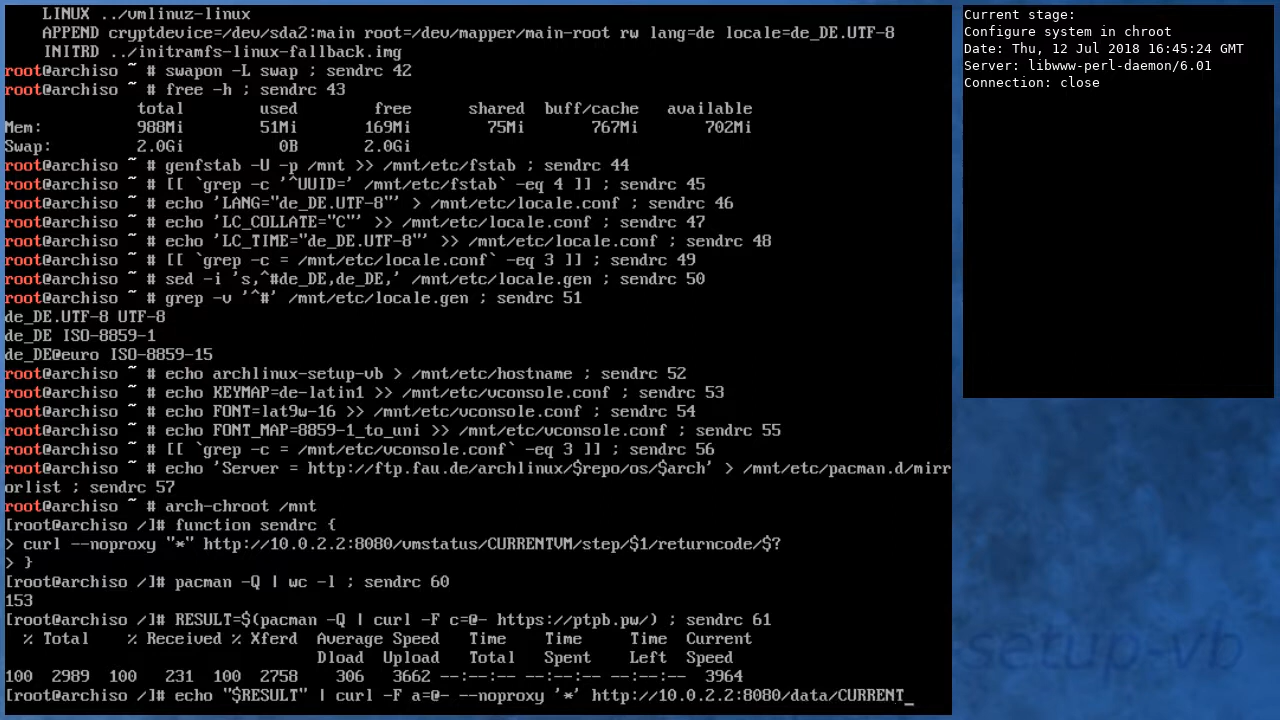 LINUX ../vmlinuz-linux
    APPEND cryptdevice=/dev/sda2:main root=/dev/mapper/main-root rw lang=de locale=de_DE.UTF-8
    INITRD ../initramfs-linux-fallback.img
root@archiso ~ # swapon -L swap ; sendrc 42
root@archiso ~ # free -h ; sendrc 43
              total        used        free      shared  buff/cache   available
Mem:          988Mi        51Mi       169Mi        75Mi       767Mi       702Mi
Swap:         2.0Gi          0B       2.0Gi
root@archiso ~ # genfstab -U -p /mnt >> /mnt/etc/fstab ; sendrc 44
root@archiso ~ # [[ `grep -c '^UUID=' /mnt/etc/fstab` -eq 4 ]] ; sendrc 45
root@archiso ~ # echo 'LANG="de_DE.UTF-8"' > /mnt/etc/locale.conf ; sendrc 46
root@archiso ~ # echo 'LC_COLLATE="C"' >> /mnt/etc/locale.conf ; sendrc 47
root@archiso ~ # echo 'LC_TIME="de_DE.UTF-8"' >> /mnt/etc/locale.conf ; sendrc 48
root@archiso ~ # [[ `grep -c = /mnt/etc/locale.conf` -eq 3 ]] ; sendrc 49
root@archiso ~ # sed -i 's,^#de_DE,de_DE,' /mnt/etc/locale.gen ; sendrc 50
root@archiso ~ # grep -v '^#' /mnt/etc/locale.gen ; sendrc 51
de_DE.UTF-8 UTF-8
de_DE ISO-8859-1
de_DE@euro ISO-8859-15
root@archiso ~ # echo archlinux-setup-vb > /mnt/etc/hostname ; sendrc 52
root@archiso ~ # echo KEYMAP=de-latin1 >> /mnt/etc/vconsole.conf ; sendrc 53
root@archiso ~ # echo FONT=lat9w-16 >> /mnt/etc/vconsole.conf ; sendrc 54
root@archiso ~ # echo FONT_MAP=8859-1_to_uni >> /mnt/etc/vconsole.conf ; sendrc 55
root@archiso ~ # [[ `grep -c = /mnt/etc/vconsole.conf` -eq 3 ]] ; sendrc 56
root@archiso ~ # echo 'Server = http://ftp.fau.de/archlinux/$repo/os/$arch' > /mnt/etc/pacman.d/mirr
orlist ; sendrc 57
root@archiso ~ # arch-chroot /mnt
[root@archiso /]# function sendrc {
> curl --noproxy "*" http://10.0.2.2:8080/vmstatus/CURRENTVM/step/$1/returncode/$?
> }
[root@archiso /]# pacman -Q | wc -l ; sendrc 60
153
[root@archiso /]# RESULT=$(pacman -Q | curl -F c=@- https://ptpb.pw/) ; sendrc 61
  % Total    % Received % Xferd  Average Speed   Time    Time     Time  Current
                                 Dload  Upload   Total   Spent    Left  Speed
100  2989  100   231  100  2758    306   3662 --:--:-- --:--:-- --:--:--  3964
[root@archiso /]# echo "$RESULT" | curl -F a=@- --noproxy '*' http://10.0.2.2:8080/data/CURRENT_
Current stage:
Configure system in chroot
Date: Thu, 12 Jul 2018 16:45:24 GMT
Server: libwww-perl-daemon/6.01
Connection: close
setup-vb